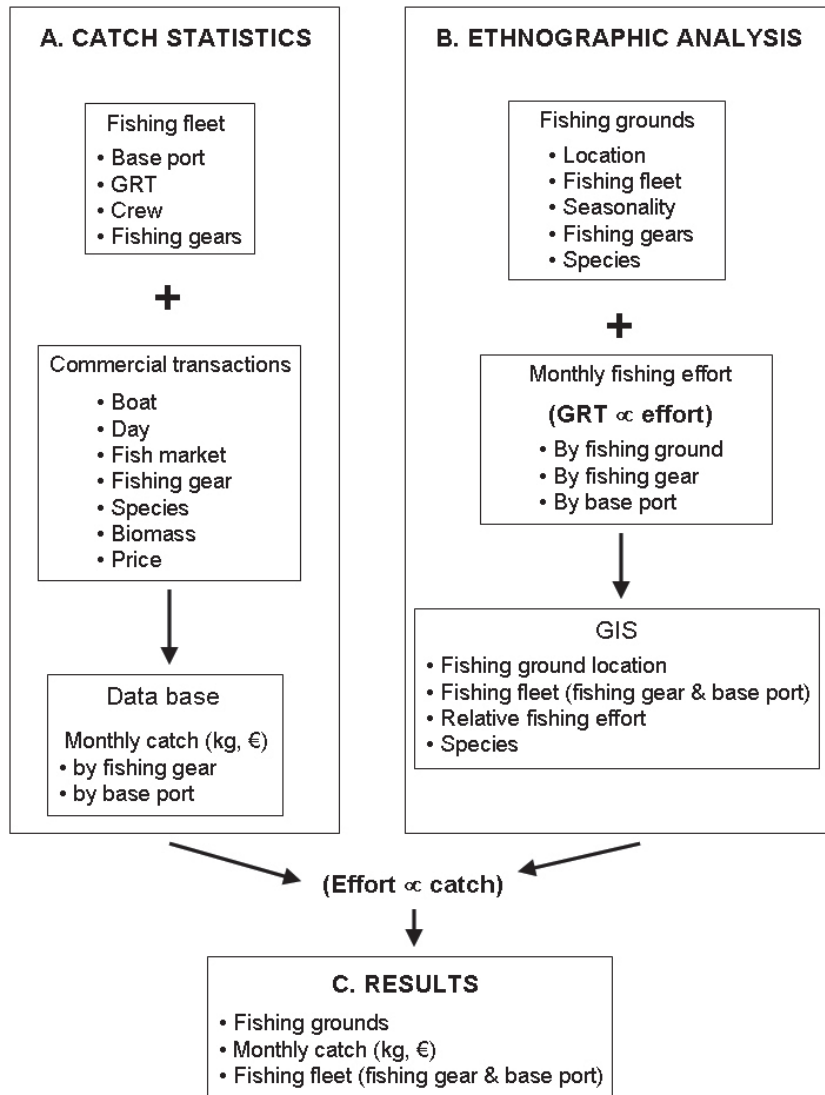 A. CATCH STATISTICS
Fishing fleet
• Base port
• GRT
• Crew
• Fishing gears
+
Commercial transactions
• Boat
• Day
• Fish market
• Fishing gear
• Species
• Biomass
• Price
Data base
Monthly catch (kg, €)
• by fishing gear
• by base port
B. ETHNOGRAPHIC ANALYSIS
Fishing grounds
• Location
• Fishing fleet
• Seasonality
• Fishing gears
• Species
+
Monthly fishing effort
(GRT ∝ effort)
• By fishing ground
• By fishing gear
• By base port
GIS
• Fishing ground location
• Fishing fleet (fishing gear & base port)
• Relative fishing effort
• Species
(Effort ∝ catch)
C. RESULTS
• Fishing grounds
• Monthly catch (kg, €)
• Fishing fleet (fishing gear & base port)